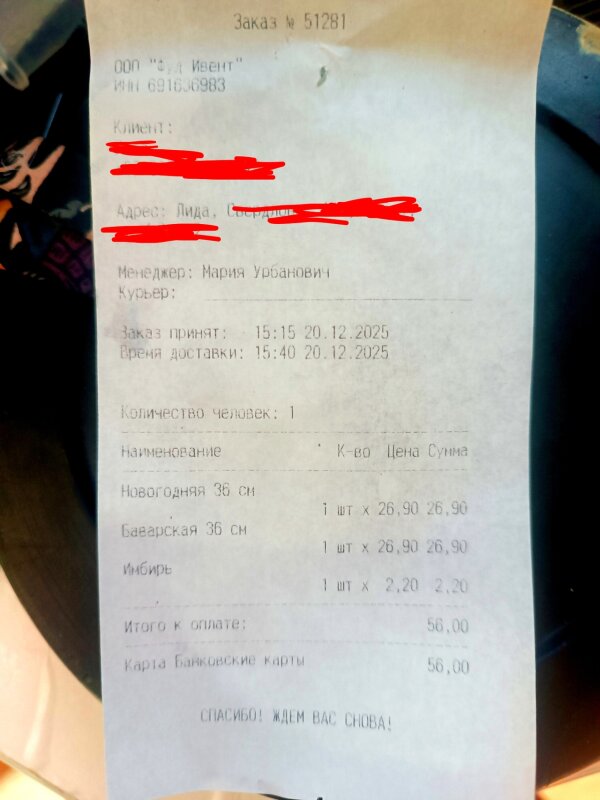 Заказ № 51281
ООО "Фуд Ивент"
ИНН 691636983
Клиент:
Адрес: Лида,
Менеджер: Мария Урбанович
Курьер:
Заказ принят: 15:15 20.12.2025
Время доставки: 15:40 20.12.2025
Количество человек: 1
Наименование К-во Цена Сумма
Новогодняя 36 см
1 шт x 26,90 26,90
Баварская 36 см
1 шт x 26,90 26,90
Имбирь
1 шт x 2,20 2,20
Итого к оплате: 56,00
Карта Банковские карты 56,00
СПАСИБО! ЖДЕМ ВАС СНОВА!